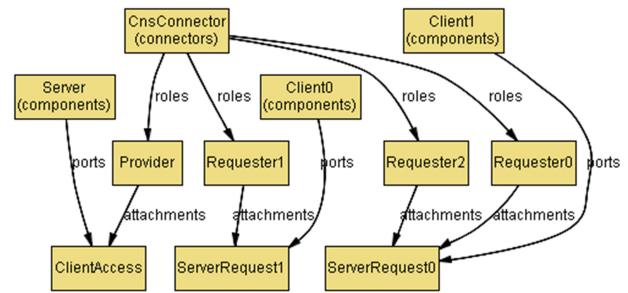 CnsConnector
(connectors)
Client1
(components)
Server
(components)
Client0
(components)
roles
roles
roles
roles
ports
Provider
Requester1
ports
Requester2
Requester0
ports
attachments
attachments
attachments
attachments
ClientAccess
ServerRequest1
ServerRequest0